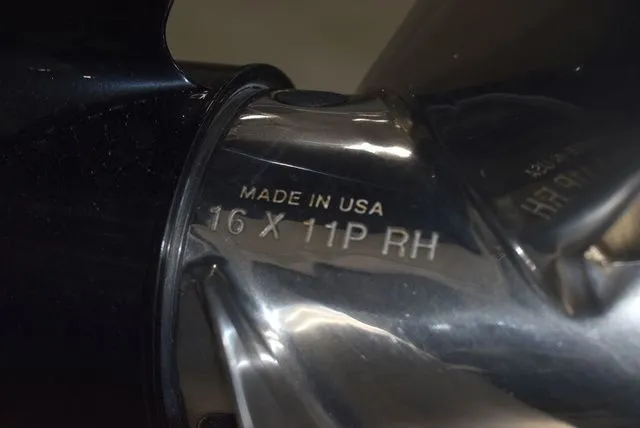 MADE IN USA
16 X 11P RH